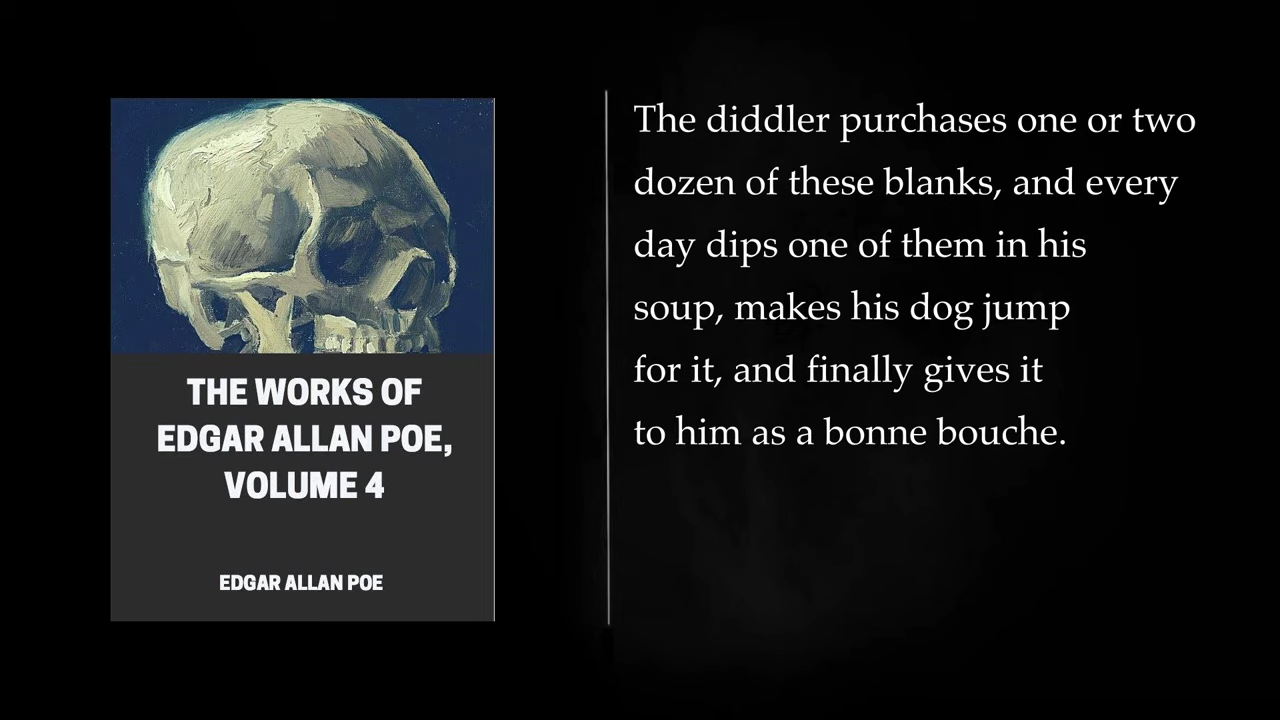 THE WORKS OF
EDGAR ALLAN POE,
VOLUME 4
EDGAR ALLAN POE
The diddler purchases one or two
dozen of these blanks, and every
day dips one of them in his
soup, makes his dog jump
for it, and finally gives it
to him as a bonne bouche.